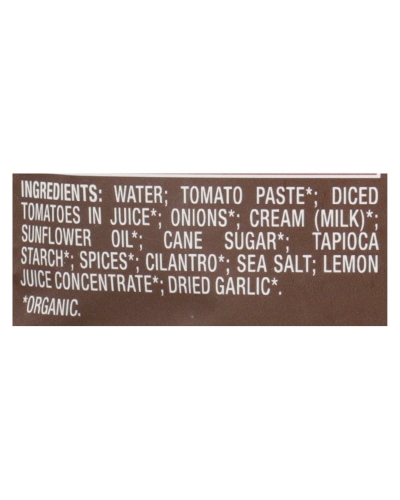 INGREDIENTS: WATER; TOMATO PASTE*; DICED
TOMATOES IN JUICE*; ONIONS*; CREAM (MILK)*;
SUNFLOWER OIL*; CANE SUGAR*; TAPIOCA
STARCH*; SPICES*; CILANTRO*; SEA SALT; LEMON
JUICE CONCENTRATE*; DRIED GARLIC*.
*ORGANIC.